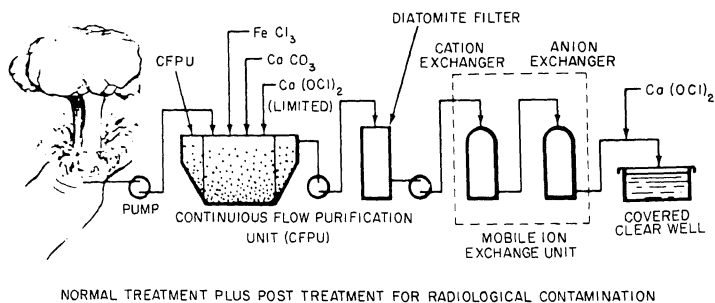 DIATOMITE FILTER
Fe Cl3
CFPU
Ca CO3
Ca (OCl)2
(LIMITED)
CATION
EXCHANGER
ANION
EXCHANGER
Ca (OCl)2
PUMP
CONTINUOUS FLOW PURIFICATION
UNIT (CFPU)
MOBILE ION
EXCHANGE UNIT
COVERED
CLEAR WELL
NORMAL TREATMENT PLUS POST TREATMENT FOR RADIOLOGICAL CONTAMINATION